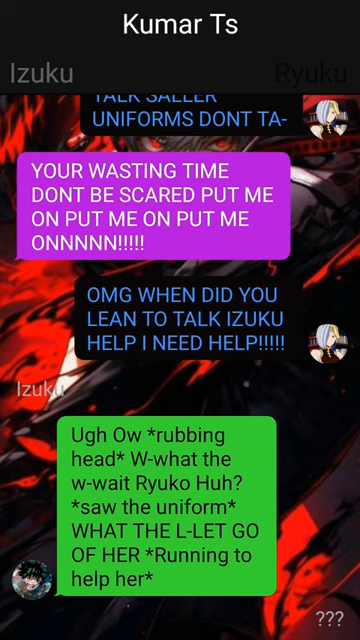 Kumar Ts
Izuku
Ryuku
TALK SALLER
UNIFORMS DONT TA-
YOUR WASTING TIME
DONT BE SCARED PUT ME
ON PUT ME ON PUT ME
ONNNNN!!!!!
OMG WHEN DID YOU
LEAN TO TALK IZUKU
HELP I NEED HELP!!!!!
Izuku
Ugh Ow *rubbing
head* W-what the
w-wait Ryuko Huh?
*saw the uniform*
WHAT THE L-LET GO
OF HER *Running to
help her*
???